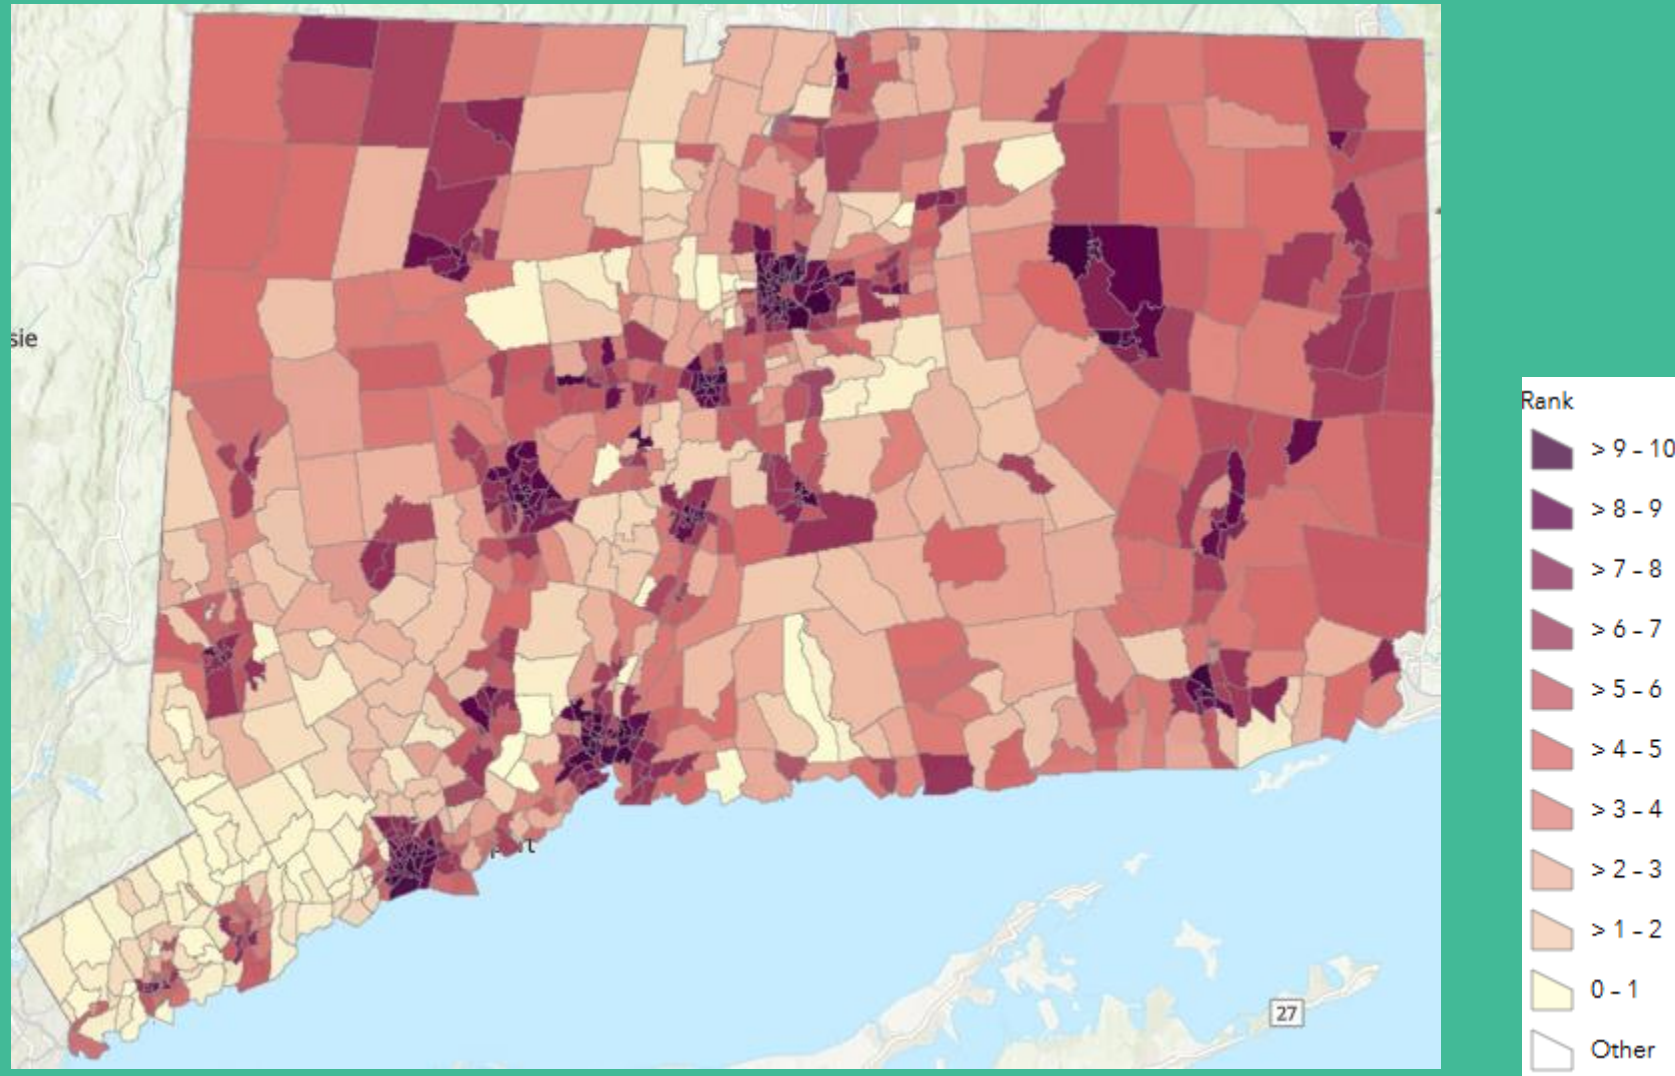 sie
27
Rank
> 9 - 10
> 8 - 9
> 7 - 8
> 6 - 7
> 5 - 6
> 4 - 5
> 3 - 4
> 2 - 3
> 1 - 2
0 - 1
Other